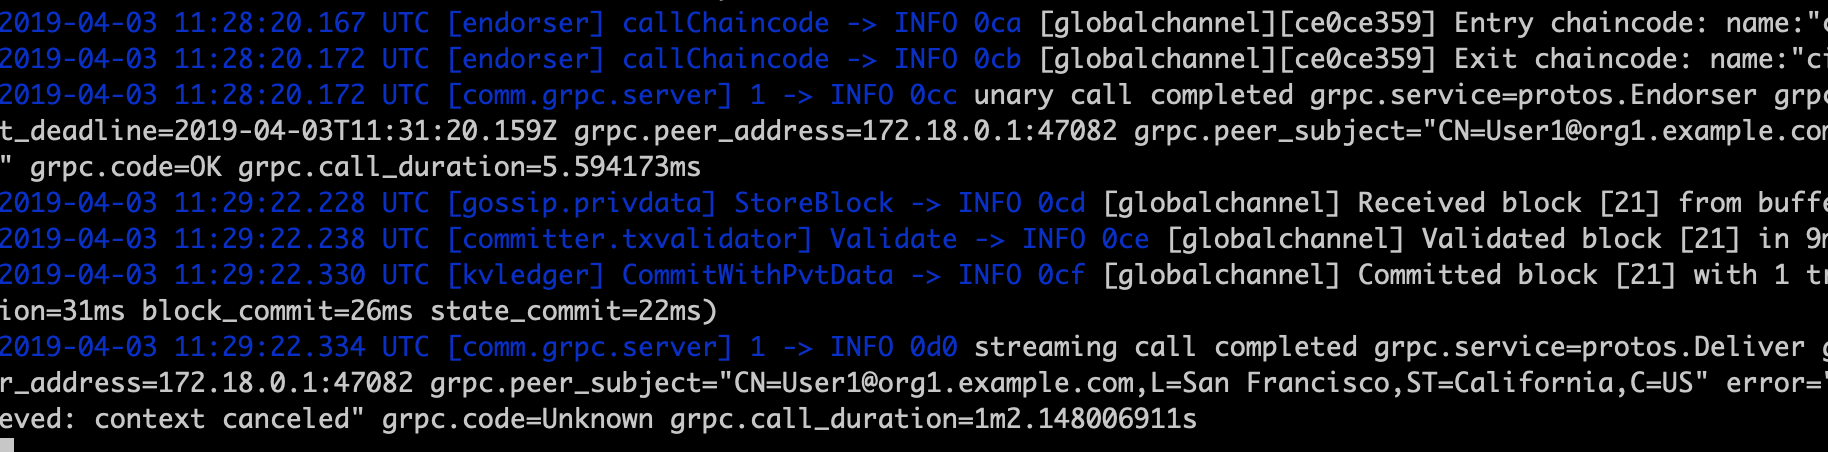 2019-04-03 11:28:20.167 UTC [endorser] callChaincode -> INFO 0ca [globalchannel][ce0ce359] Entry chaincode: name:"c
2019-04-03 11:28:20.172 UTC [endorser] callChaincode -> INFO 0cb [globalchannel][ce0ce359] Exit chaincode: name:"ci
2019-04-03 11:28:20.172 UTC [comm.grpc.server] 1 -> INFO 0cc unary call completed grpc.service=protos.Endorser grpc
t_deadline=2019-04-03T11:31:20.159Z grpc.peer_address=172.18.0.1:47082 grpc.peer_subject="CN=User1@org1.example.com
" grpc.code=OK grpc.call_duration=5.594173ms
2019-04-03 11:29:22.228 UTC [gossip.privdata] StoreBlock -> INFO 0cd [globalchannel] Received block [21] from buffe
2019-04-03 11:29:22.238 UTC [committer.txvalidator] Validate -> INFO 0ce [globalchannel] Validated block [21] in 9m
2019-04-03 11:29:22.330 UTC [kvledger] CommitWithPvtData -> INFO 0cf [globalchannel] Committed block [21] with 1 tr
ion=31ms block_commit=26ms state_commit=22ms)
2019-04-03 11:29:22.334 UTC [comm.grpc.server] 1 -> INFO 0d0 streaming call completed grpc.service=protos.Deliver g
r_address=172.18.0.1:47082 grpc.peer_subject="CN=User1@org1.example.com,L=San Francisco,ST=California,C=US" error="
eved: context canceled" grpc.code=Unknown grpc.call_duration=1m2.148006911s